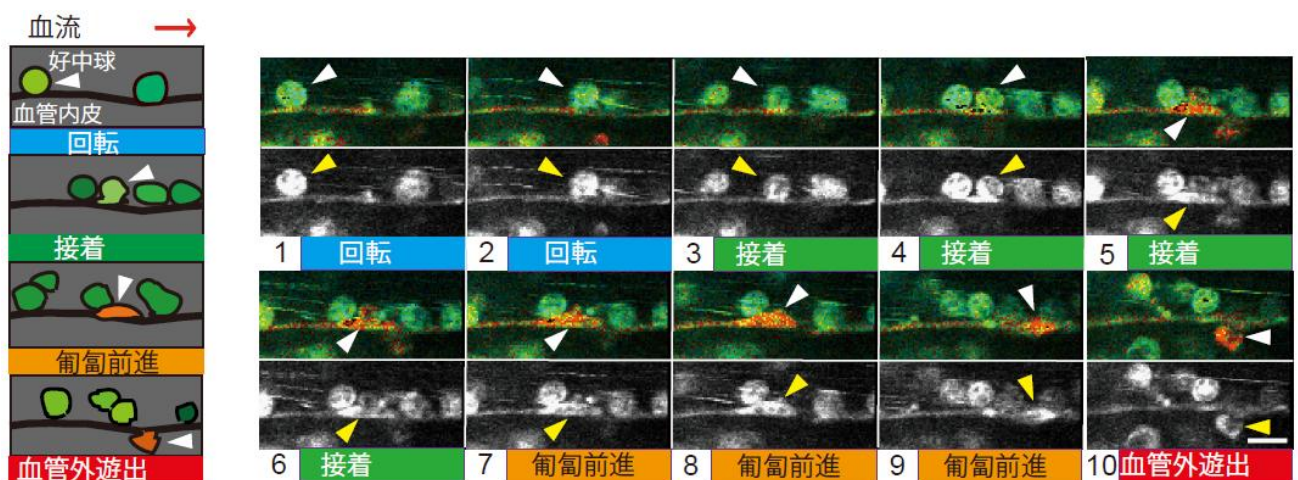 血流
好中球
血管内皮
回転
接着
匍匐前進
血管外遊出
1 回転
2 回転
3 接着
4 接着
5 接着
6 接着
7 匍匐前進
8 匍匐前進
9 匍匐前進
10 血管外遊出